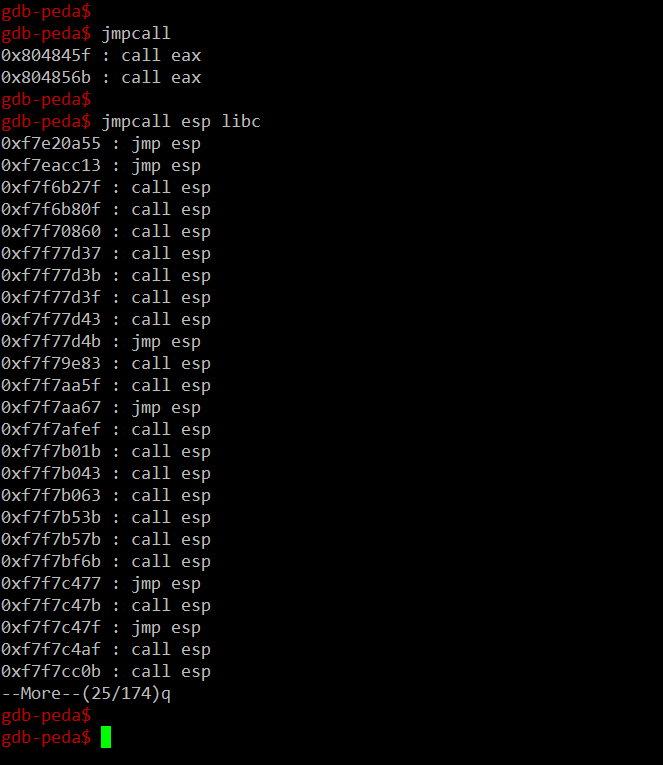 gdb-peda$
gdb-peda$ jmpcall
0x804845f : call eax
0x804856b : call eax
gdb-peda$
gdb-peda$ jmpcall esp libc
0xf7e20a55 : jmp esp
0xf7eacc13 : jmp esp
0xf7f6b27f : call esp
0xf7f6b80f : call esp
0xf7f70860 : call esp
0xf7f77d37 : call esp
0xf7f77d3b : call esp
0xf7f77d3f : call esp
0xf7f77d43 : call esp
0xf7f77d4b : jmp esp
0xf7f79e83 : call esp
0xf7f7aa5f : call esp
0xf7f7aa67 : jmp esp
0xf7f7afef : call esp
0xf7f7b01b : call esp
0xf7f7b043 : call esp
0xf7f7b063 : call esp
0xf7f7b53b : call esp
0xf7f7b57b : call esp
0xf7f7bf6b : call esp
0xf7f7c477 : jmp esp
0xf7f7c47b : call esp
0xf7f7c47f : jmp esp
0xf7f7c4af : call esp
0xf7f7cc0b : call esp
--More--(25/174)q
gdb-peda$
gdb-peda$